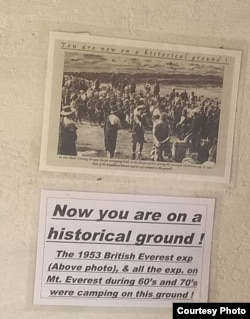 You are now on a historical ground !
Now you are on a
historical ground !
The 1953 British Everest exp
(Above photo), & all the exp. on
Mt. Everest during 60's and 70's
were camping on this ground !
Courtesy Photo